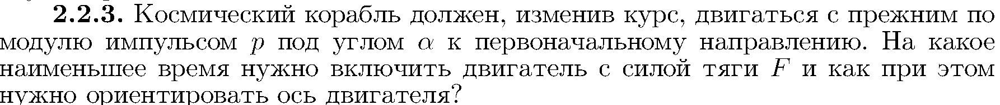 2.2.3. Космический корабль должен, изменив курс, двигаться с прежним по
модулю импульсом p под углом α к первоначальному направлению. На какое
наименьшее время нужно включить двигатель с силой тяги F и как при этом
нужно ориентировать ось двигателя?